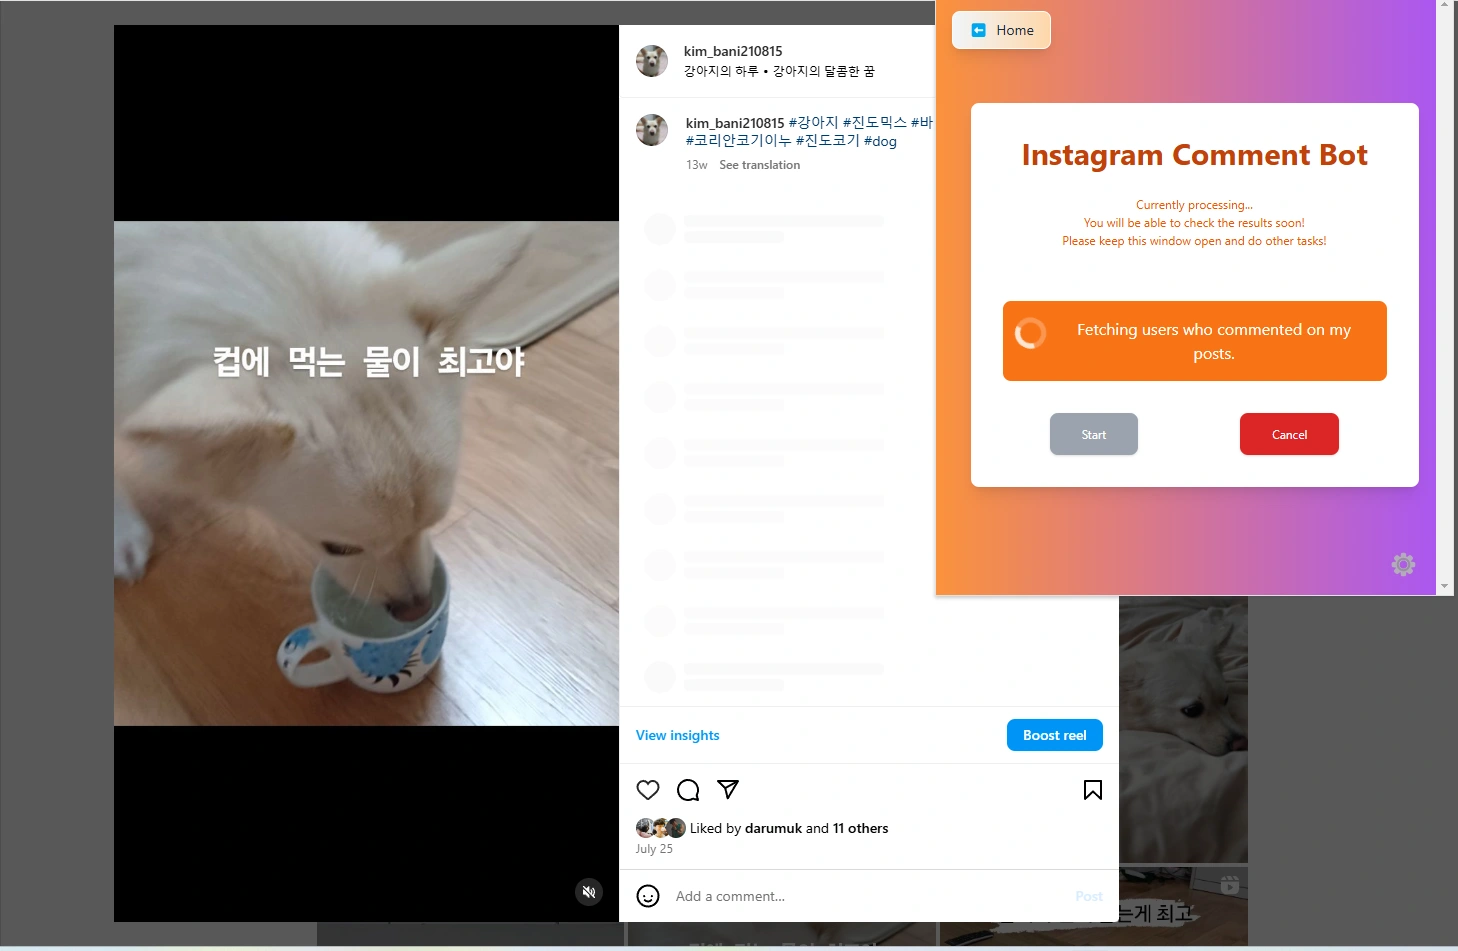 컵에 먹는 물이 최고야
kim_bani210815
강아지의 하루 • 강아지의 달콤한 꿈
kim_bani210815 #강아지 #진도믹스 #바
#코리안코기이누 #진도코기 #dog
13w See translation
View insights
Boost reel
Liked by darumuk and 11 others
July 25
Add a comment...
Post
Home
Instagram Comment Bot
Currently processing...
You will be able to check the results soon!
Please keep this window open and do other tasks!
Fetching users who commented on my
posts.
Start
Cancel
최고